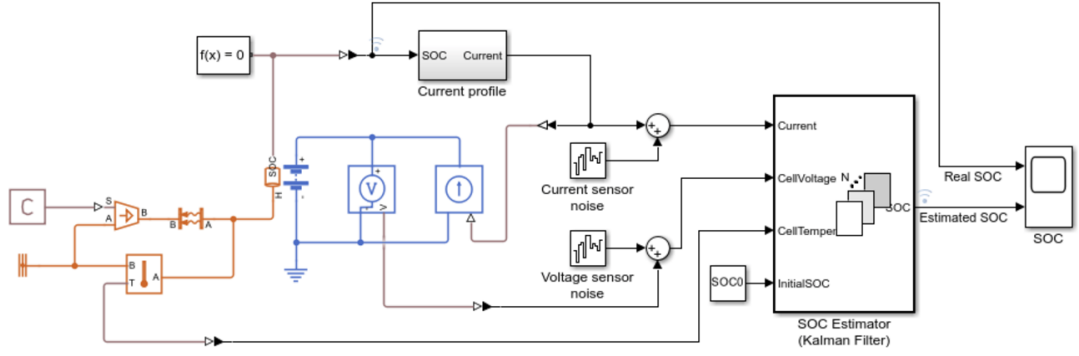 f(x) = 0
SOC
Current
Current profile
SOC
H
+
-
C
S
A
B
B
A
B
T
A
V
+
-
V
Current sensor
noise
Voltage sensor
noise
+
+
+
+
SOC0
Current
CellVoltage
CellTemper
InitialSOC
N
SOC
SOC Estimator
(Kalman Filter)
Real SOC
Estimated SOC
SOC